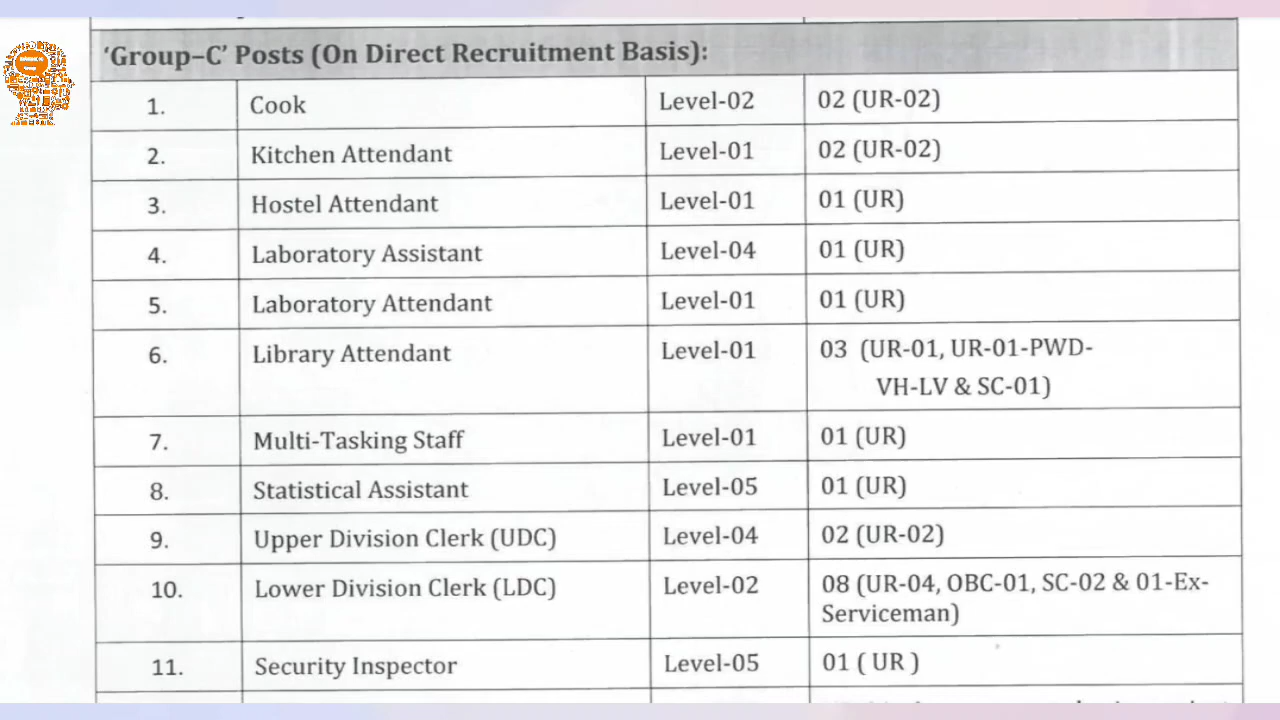 ‘Group–C’ Posts (On Direct Recruitment Basis):
1. Cook Level-02 02 (UR-02)
2. Kitchen Attendant Level-01 02 (UR-02)
3. Hostel Attendant Level-01 01 (UR)
4. Laboratory Assistant Level-04 01 (UR)
5. Laboratory Attendant Level-01 01 (UR)
6. Library Attendant Level-01 03 (UR-01, UR-01-PWD-
VH-LV & SC-01)
7. Multi-Tasking Staff Level-01 01 (UR)
8. Statistical Assistant Level-05 01 (UR)
9. Upper Division Clerk (UDC) Level-04 02 (UR-02)
10. Lower Division Clerk (LDC) Level-02 08 (UR-04, OBC-01, SC-02 & 01-Ex-
Serviceman)
11. Security Inspector Level-05 01 ( UR )